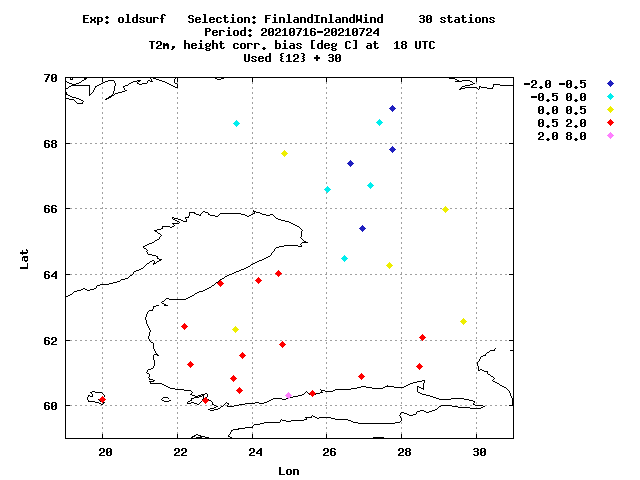 Exp: oldsurf   Selection: FinlandInlandWind     30 stations
Period: 20210716-20210724
T2m, height corr. bias [deg C] at  18 UTC
Used {12} + 30
-2.0 -0.5
-0.5 0.0
0.0 0.5
0.5 2.0
2.0 8.0
70
68
66
64
62
60
Lat
20 22 24 26 28 30
Lon